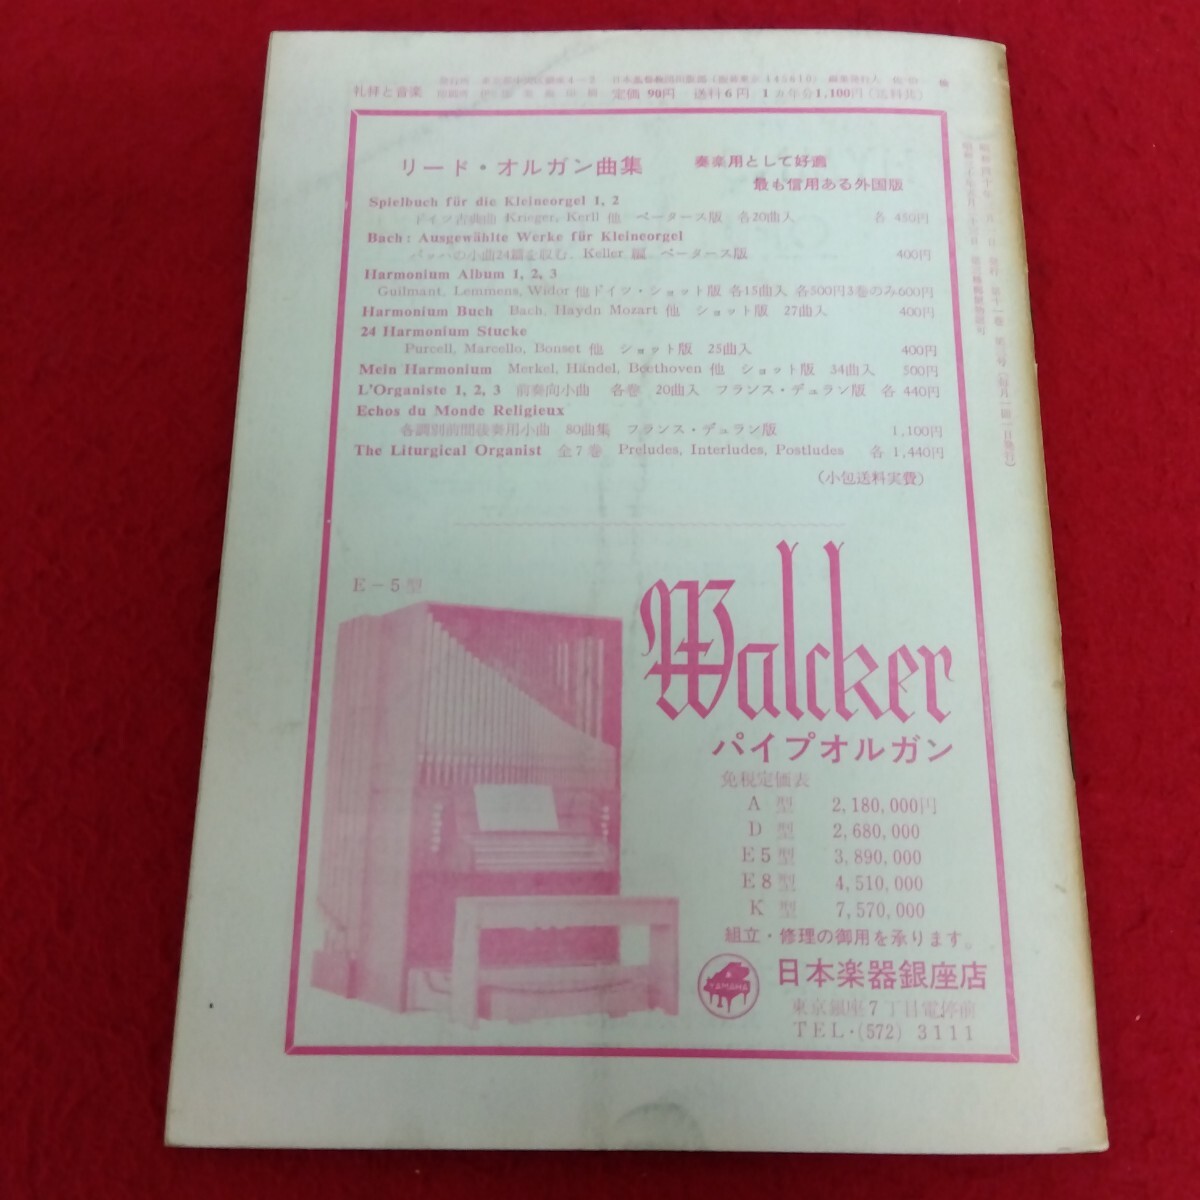 礼拝と音楽
定価 90円 送料6円 1カ年分1,100円(送料共)
リード・オルガン曲集 奏楽用として好適
最も信用ある外国版
Spielbuch für die Kleineorgel 1, 2
ドイツ古典曲 Krieger, Kerll 他 ペータース版 各20曲入 各 450円
Bach: Ausgewählte Werke für Kleineorgel
バッハの小曲24篇を収む. Keller 編 ペータース版 400円
Harmonium Album 1, 2, 3
Guilmant, Lemmens, Widor 他ドイツ・ショット版 各15曲入 各500円3巻のみ600円
Harmonium Buch Bach, Haydn Mozart 他 ショット版 27曲入 400円
24 Harmonium Stucke
Purcell, Marcello, Bonset 他 ショット版 25曲入 400円
Mein Harmonium Merkel, Händel, Beethoven 他 ショット版 34曲入 500円
L'Organiste 1, 2, 3 前奏向小曲 各巻 20曲入 フランス・デュラン版 各 440円
Echos du Monde Religieux
各調別前間後奏用小曲 80曲集 フランス・デュラン版 1,100円
The Liturgical Organist 全7巻 Preludes, Interludes, Postludes 各 1,440円
(小包送料実費)
E－5型
Walcker
パイプオルガン
免税定価表
A 型 2,180,000円
D 型 2,680,000
E5型 3,890,000
E8型 4,510,000
K 型 7,570,000
組立・修理の御用を承ります。
YAMAHA
日本楽器銀座店
東京銀座7丁目電停前
TEL・(572) 3111